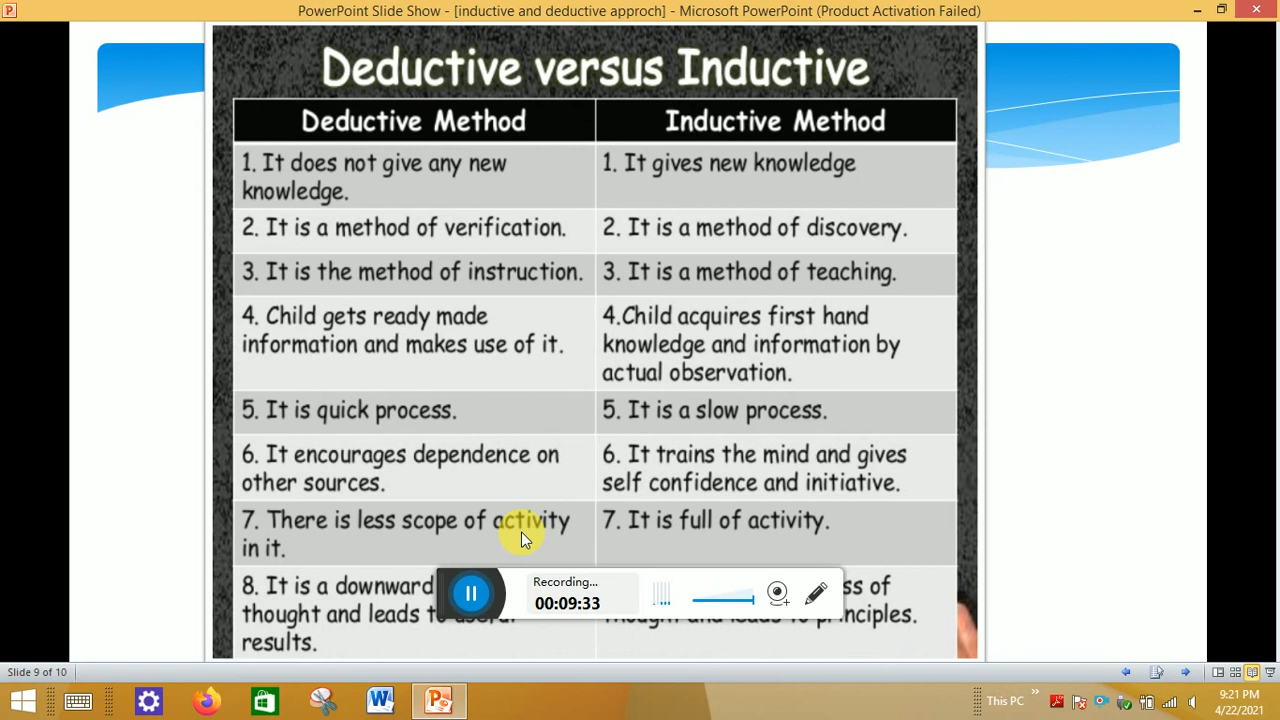 PowerPoint Slide Show - [inductive and deductive approch] - Microsoft PowerPoint (Product Activation Failed)
Deductive versus Inductive
Deductive Method
Inductive Method
1. It does not give any new
knowledge.
1. It gives new knowledge
2. It is a method of verification.
2. It is a method of discovery.
3. It is the method of instruction.
3. It is a method of teaching.
4. Child gets ready made
information and makes use of it.
4.Child acquires first hand
knowledge and information by
actual observation.
5. It is quick process.
5. It is a slow process.
6. It encourages dependence on
other sources.
6. It trains the mind and gives
self confidence and initiative.
7. There is less scope of activity
in it.
7. It is full of activity.
8. It is a downward
thought and leads to useful
results.
of
thought and leads to principles.
Recording...
00:09:33
Slide 9 of 10
This PC
9:21 PM
4/22/2021